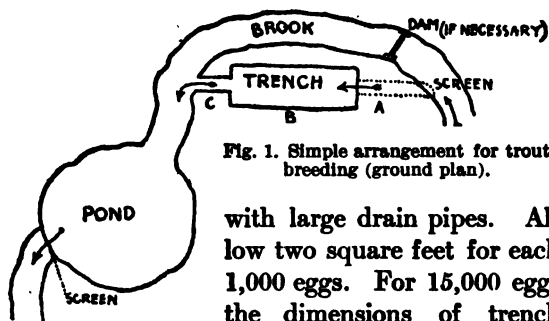 BROOK
DAM (IF NECESSARY)
TRENCH
SCREEN
C
A
B
Fig. 1. Simple arrangement for trout
breeding (ground plan).
POND
SCREEN
with large drain pipes. Al
low two square feet for each
1,000 eggs. For 15,000 egg
the dimensions of trench